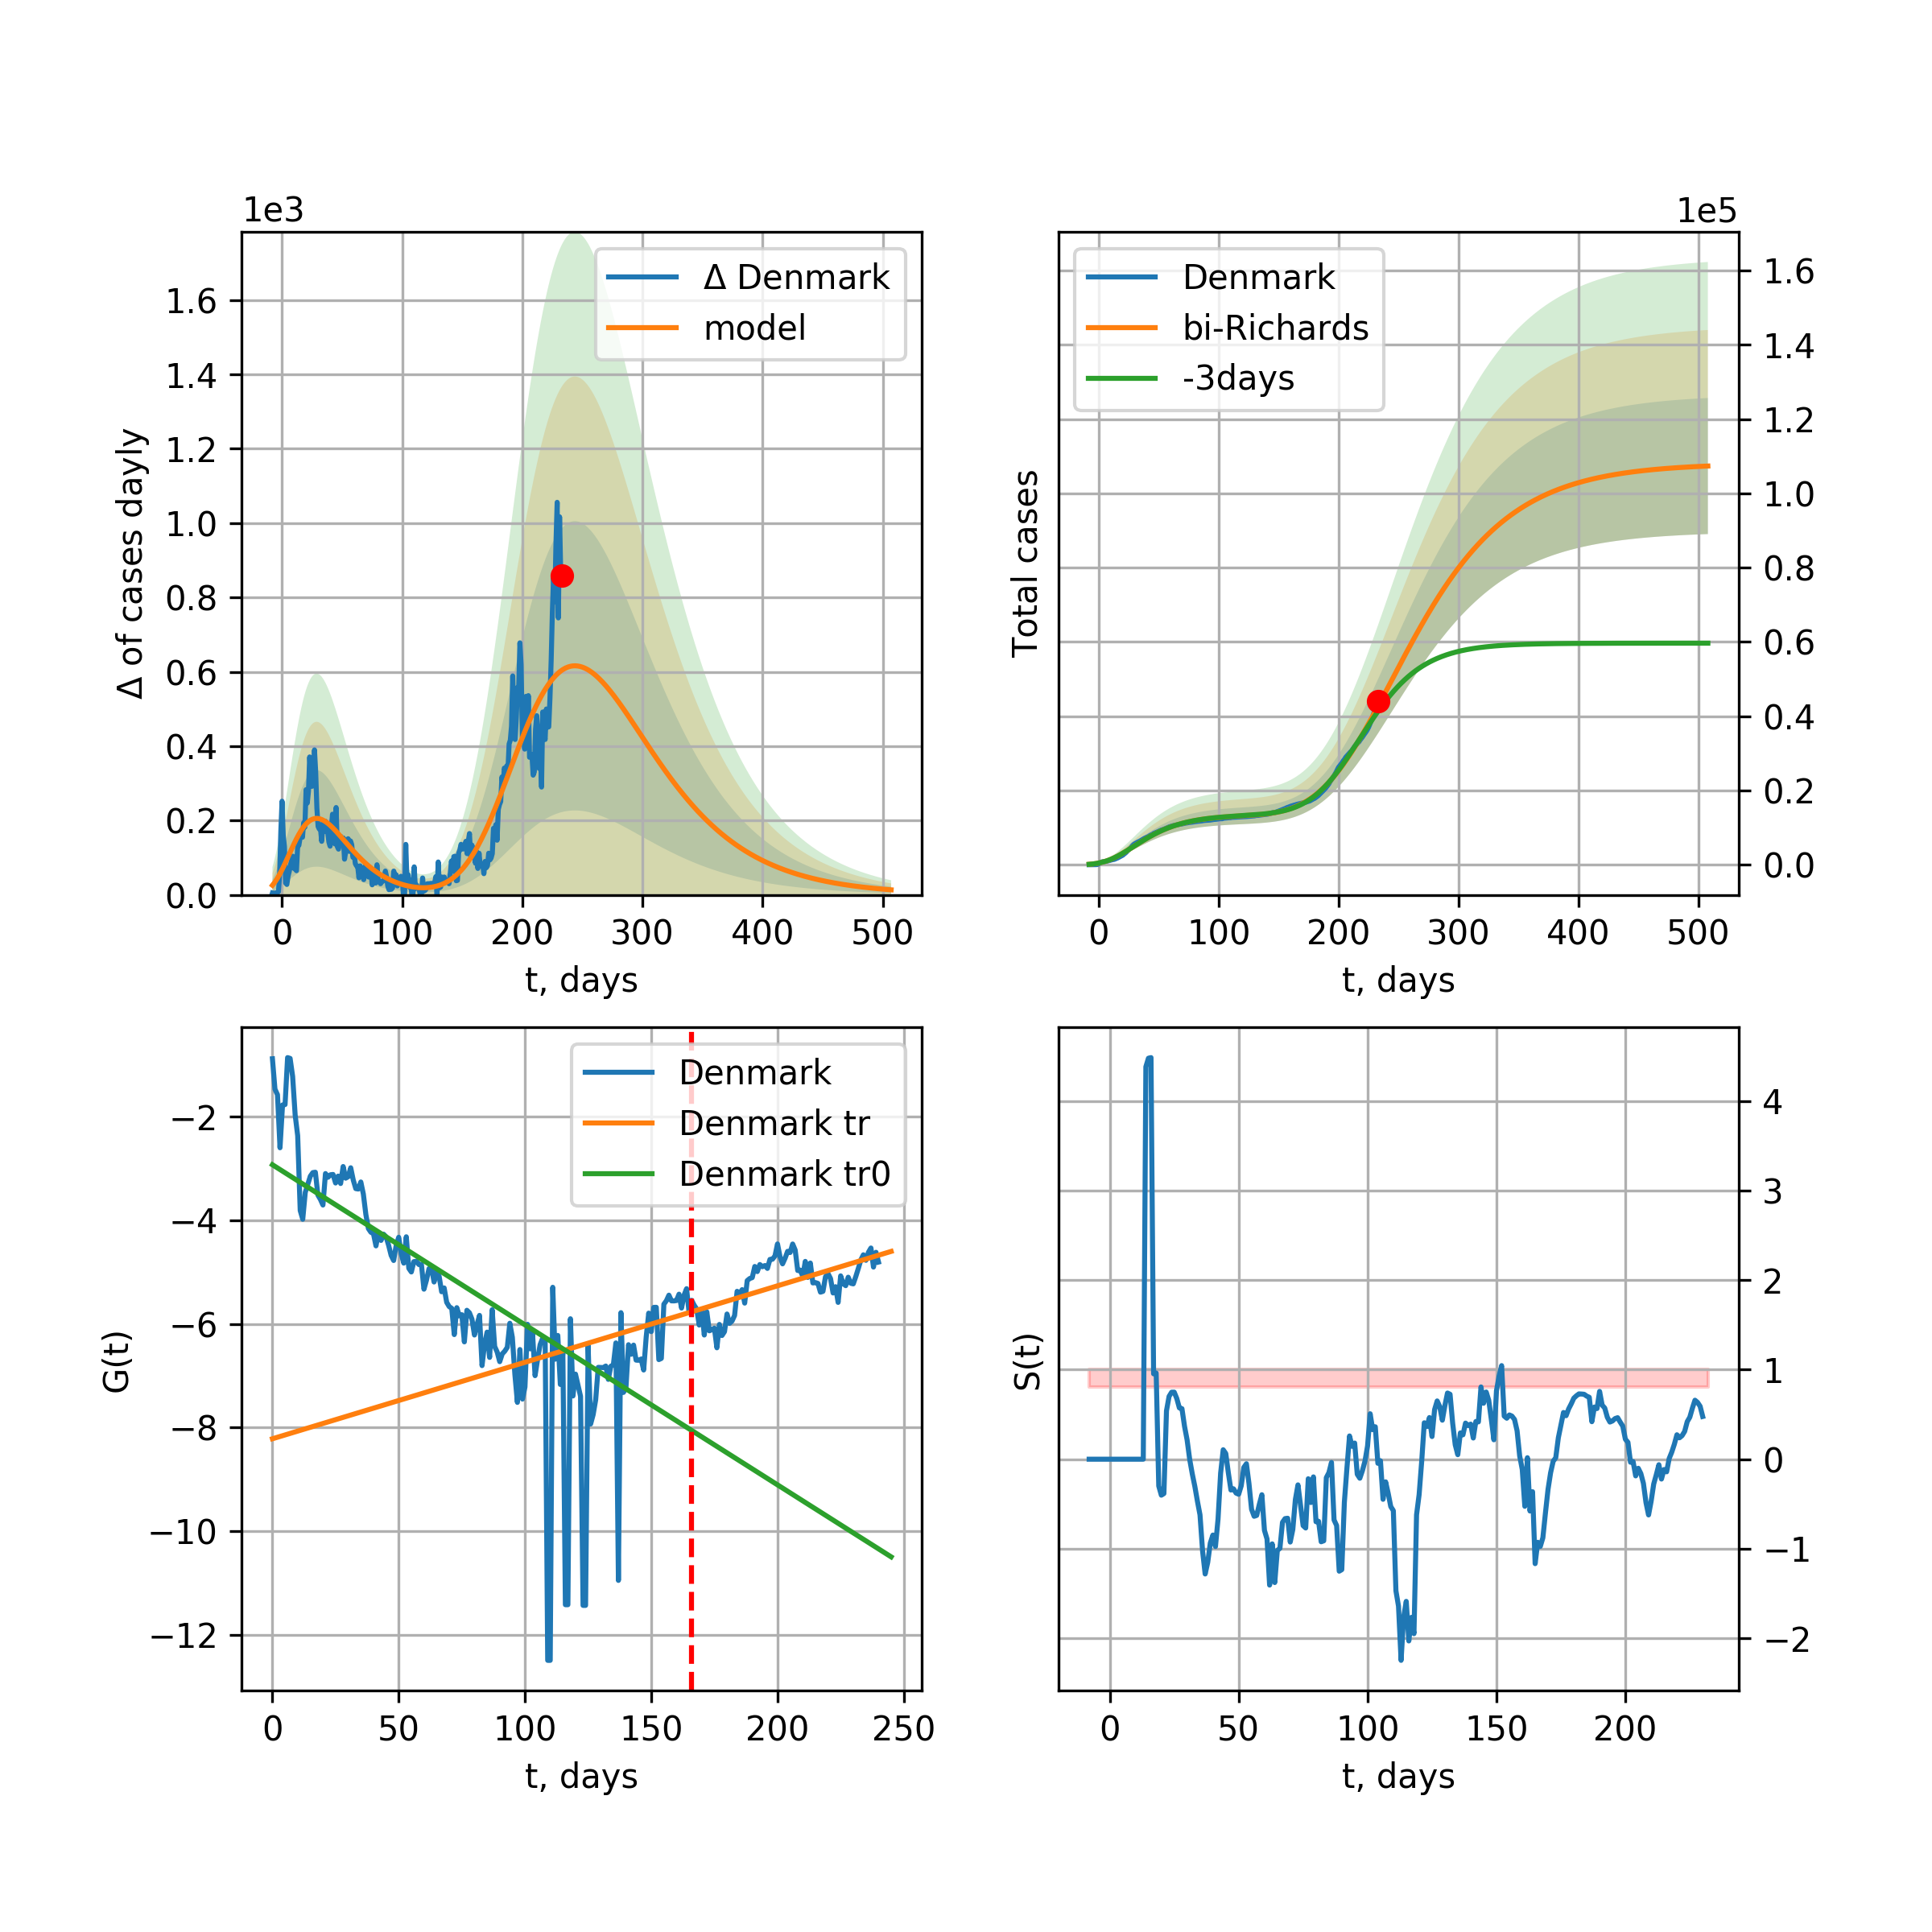 1e3
Δ of cases dayly
1.6
1.4
1.2
1.0
0.8
0.6
0.4
0.2
0.0
Δ Denmark
model
0 100 200 300 400 500
t, days
1e5
Total cases
Denmark
bi-Richards
-3days
1.6
1.4
1.2
1.0
0.8
0.6
0.4
0.2
0.0
0 100 200 300 400 500
t, days
G(t)
−2
−4
−6
−8
−10
−12
Denmark
Denmark tr
Denmark tr0
0 50 100 150 200 250
t, days
S(t)
4
3
2
1
0
−1
−2
0 50 100 150 200
t, days